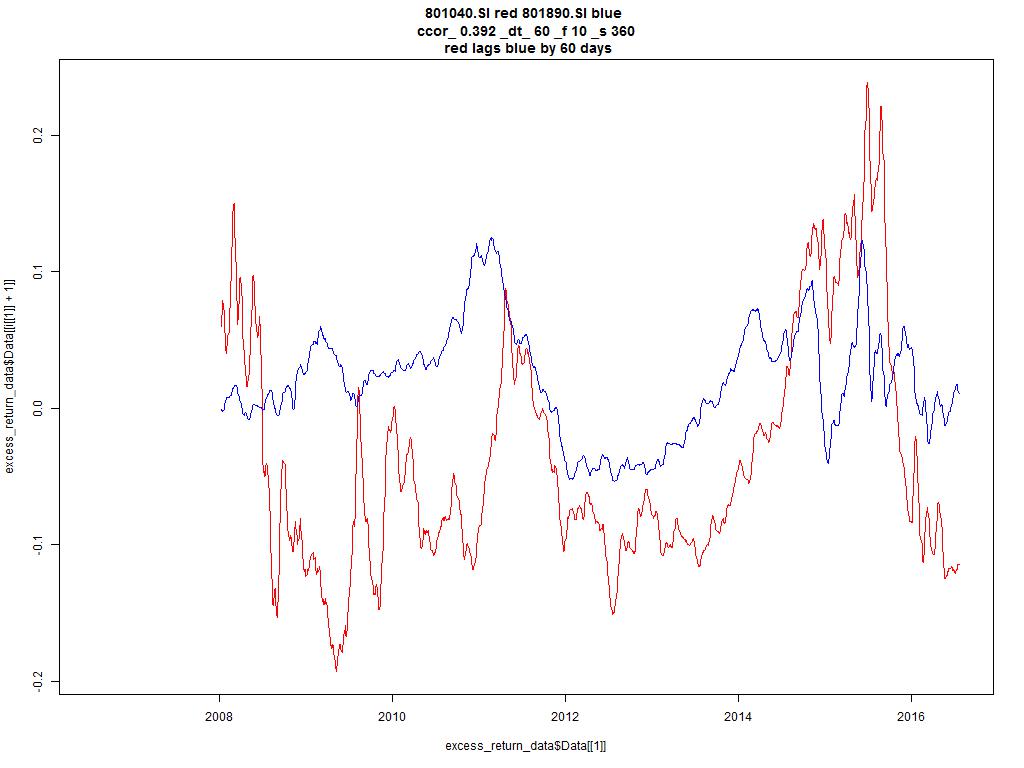 801040.SI red 801890.SI blue
ccor_ 0.392 _dt_ 60 _f 10 _s 360
red lags blue by 60 days
excess_return_data$Data[[i[[1]] + 1]]
0.2
0.1
0.0
-0.1
-0.2
2008 2010 2012 2014 2016
excess_return_data$Data[[1]]